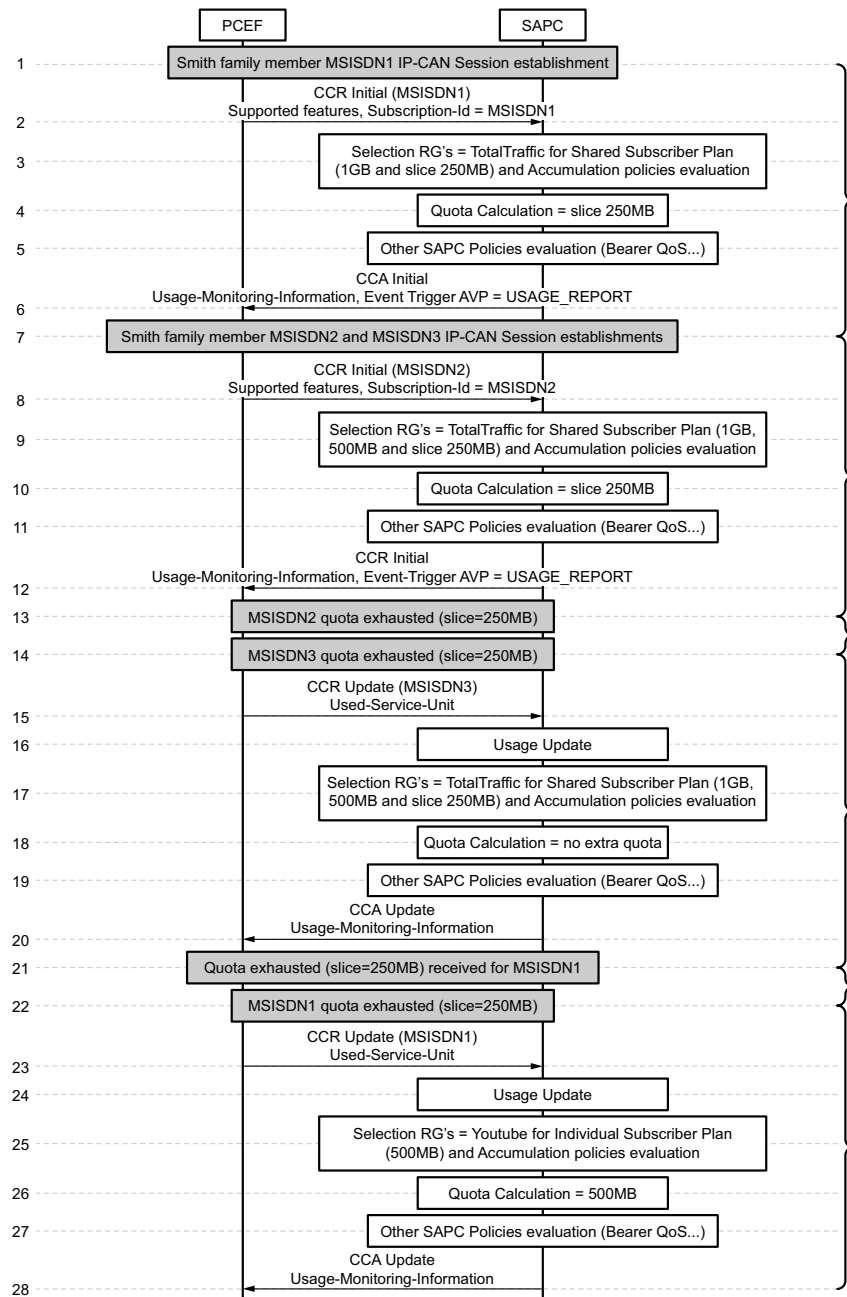 PCEF SAPC
1 Smith family member MSISDN1 IP-CAN Session establishment
CCR Initial (MSISDN1)
2 Supported features, Subscription-Id = MSISDN1
Selection RG's = TotalTraffic for Shared Subscriber Plan
3 (1GB and slice 250MB) and Accumulation policies evaluation
4 Quota Calculation = slice 250MB
5 Other SAPC Policies evaluation (Bearer QoS...)
CCA Initial
6 Usage-Monitoring-Information, Event Trigger AVP = USAGE_REPORT
7 Smith family member MSISDN2 and MSISDN3 IP-CAN Session establishments
CCR Initial (MSISDN2)
8 Supported features, Subscription-Id = MSISDN2
Selection RG's = TotalTraffic for Shared Subscriber Plan (1GB,
9 500MB and slice 250MB) and Accumulation policies evaluation
10 Quota Calculation = slice 250MB
11 Other SAPC Policies evaluation (Bearer QoS...)
CCR Initial
12 Usage-Monitoring-Information, Event-Trigger AVP = USAGE_REPORT
13 MSISDN2 quota exhausted (slice=250MB)
14 MSISDN3 quota exhausted (slice=250MB)
CCR Update (MSISDN3)
15 Used-Service-Unit
16 Usage Update
Selection RG's = TotalTraffic for Shared Subscriber Plan (1GB,
17 500MB and slice 250MB) and Accumulation policies evaluation
18 Quota Calculation = no extra quota
19 Other SAPC Policies evaluation (Bearer QoS...)
CCA Update
20 Usage-Monitoring-Information
21 Quota exhausted (slice=250MB) received for MSISDN1
22 MSISDN1 quota exhausted (slice=250MB)
CCR Update (MSISDN1)
23 Used-Service-Unit
24 Usage Update
Selection RG's = Youtube for Individual Subscriber Plan
25 (500MB) and Accumulation policies evaluation
26 Quota Calculation = 500MB
27 Other SAPC Policies evaluation (Bearer QoS...)
CCA Update
28 Usage-Monitoring-Information